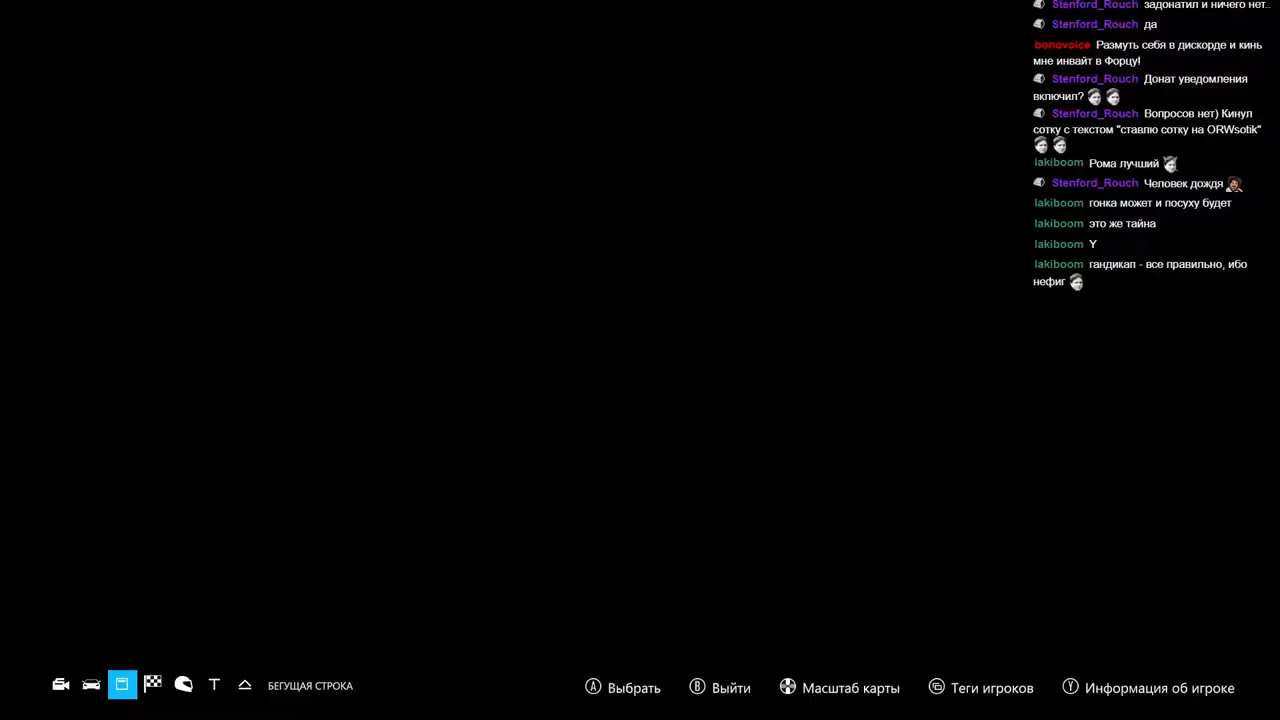 Stenford_Rouch задонатил и ничего нет..
Stenford_Rouch да
bonovoice Размуть себя в дискорде и кинь
мне инвайт в Форцу!
Stenford_Rouch Донат уведомления
включил?
Stenford_Rouch Вопросов нет) Кинул
сотку с текстом "ставлю сотку на ORWsotik"
lakiboom Рома лучший
Stenford_Rouch Человек дождя
lakiboom гонка может и посуху будет
lakiboom это же тайна
lakiboom Y
lakiboom гандикап - все правильно, ибо
нефиг
T БЕГУЩАЯ СТРОКА A Выбрать B Выйти Масштаб карты Теги игроков Y Информация об игроке